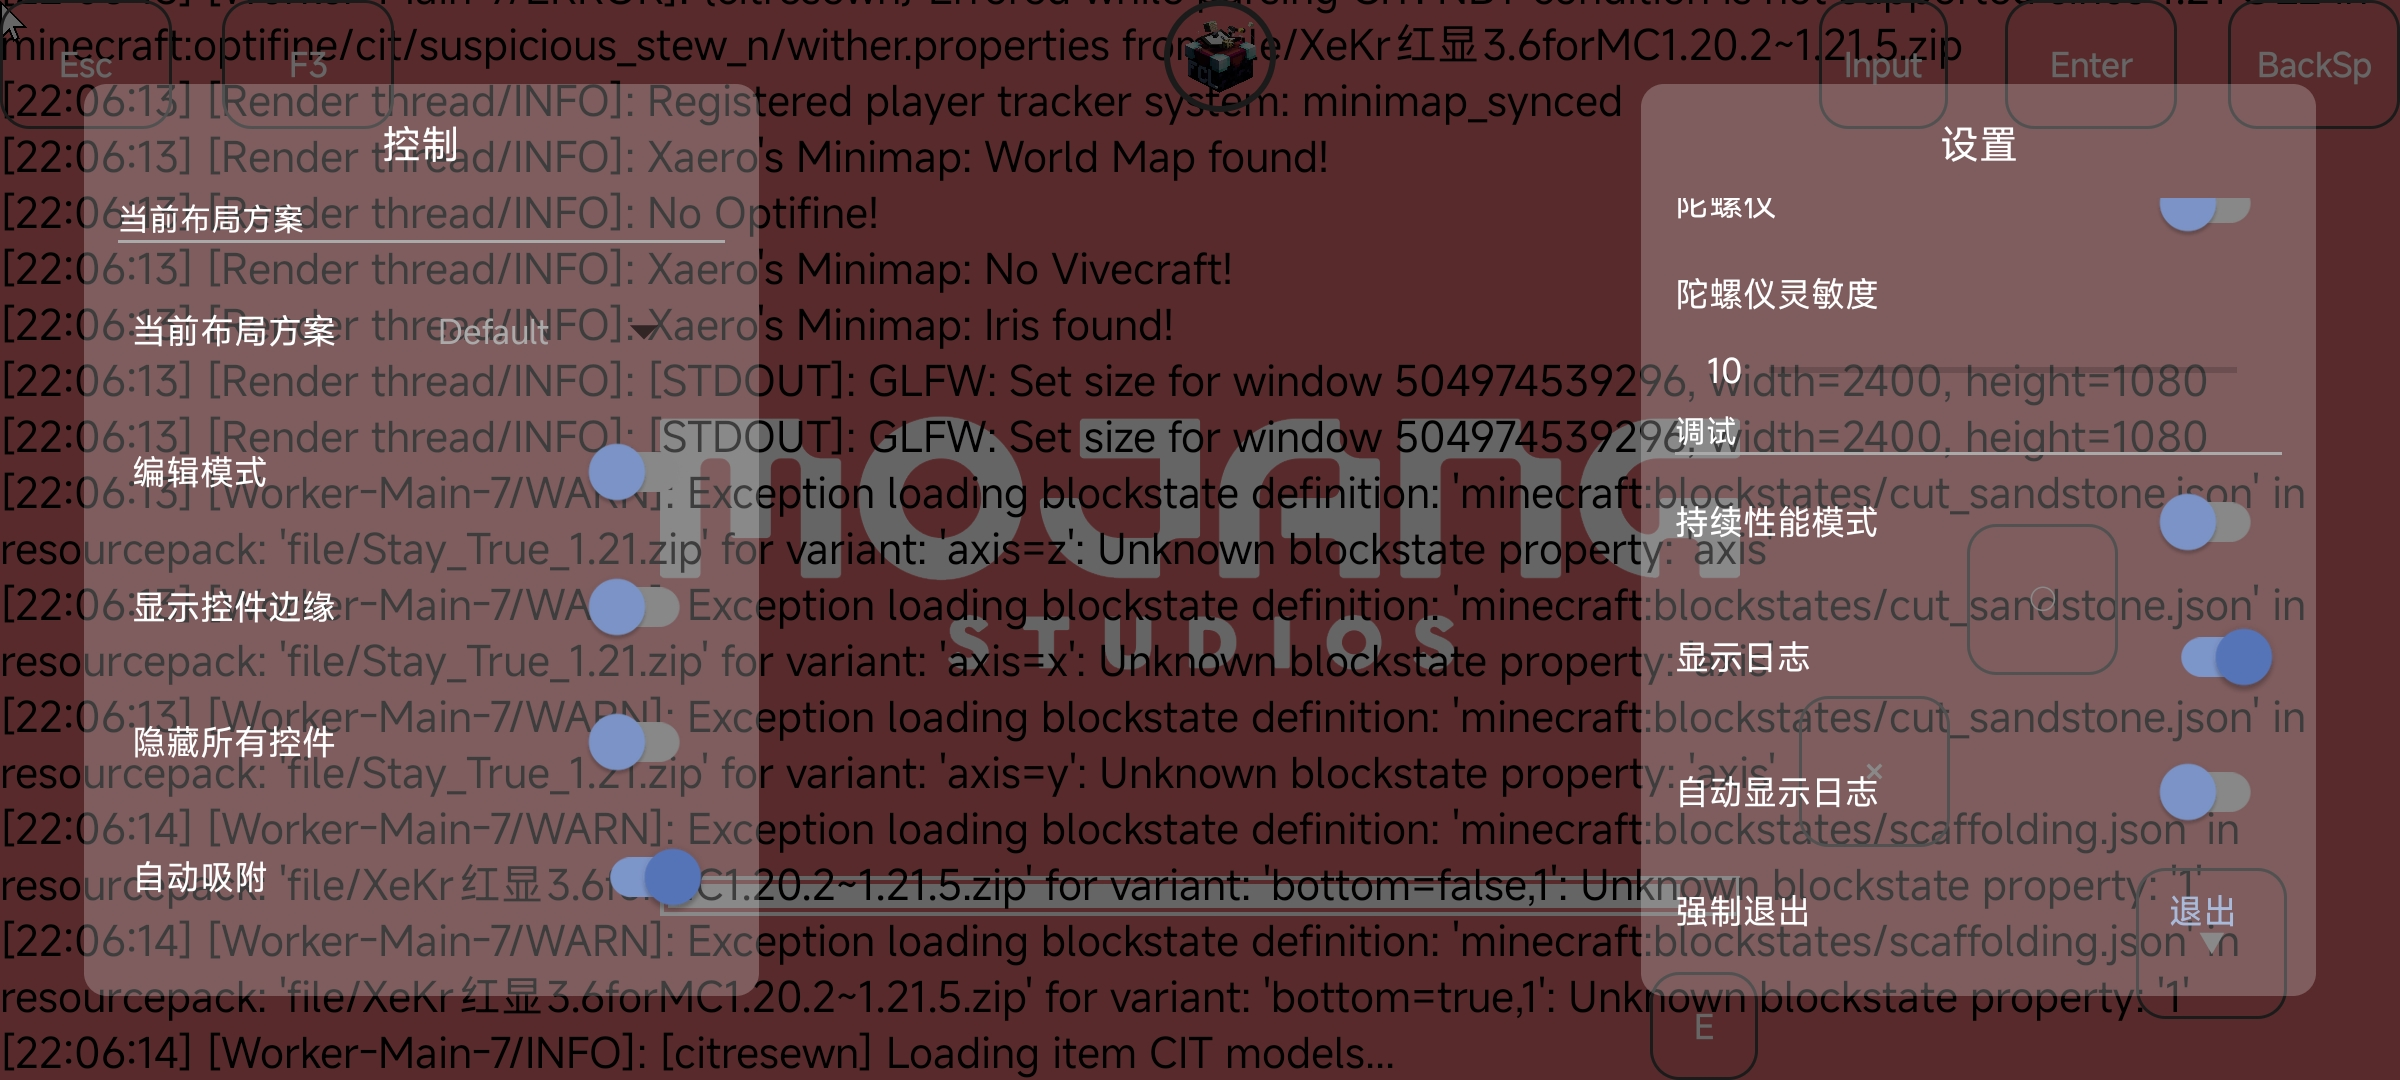 minecraft:optifine/cit/suspicious_stew_n/wither.properties from file/XeKr红显3.6forMC1.20.2~1.21.5.zip
Esc
F3
Input
Enter
BackSp
[22:06:13] [Render thread/INFO]: Registered player tracker system: minimap_synced
[22:06:13] [Render thread/INFO]: Xaero's Minimap: World Map found!
[22:06:13] [Render thread/INFO]: No Optifine!
[22:06:13] [Render thread/INFO]: Xaero's Minimap: No Vivecraft!
[22:06:13] [Render thread/INFO]: Xaero's Minimap: Iris found!
[22:06:13] [Render thread/INFO]: [STDOUT]: GLFW: Set size for window 504974539296, width=2400, height=1080
[22:06:13] [Render thread/INFO]: [STDOUT]: GLFW: Set size for window 504974539296, width=2400, height=1080
[22:06:13] [Worker-Main-7/WARN]: Exception loading blockstate definition: 'minecraft:blockstates/cut_sandstone.json' in
resourcepack: 'file/Stay_True_1.21.zip' for variant: 'axis=z': Unknown blockstate property: 'axis'
[22:06:13] [Worker-Main-7/WARN]: Exception loading blockstate definition: 'minecraft:blockstates/cut_sandstone.json' in
resourcepack: 'file/Stay_True_1.21.zip' for variant: 'axis=x': Unknown blockstate property: 'axis'
[22:06:13] [Worker-Main-7/WARN]: Exception loading blockstate definition: 'minecraft:blockstates/cut_sandstone.json' in
resourcepack: 'file/Stay_True_1.21.zip' for variant: 'axis=y': Unknown blockstate property: 'axis'
[22:06:14] [Worker-Main-7/WARN]: Exception loading blockstate definition: 'minecraft:blockstates/scaffolding.json' in
resourcepack: 'file/XeKr红显3.6forMC1.20.2~1.21.5.zip' for variant: 'bottom=false,1': Unknown blockstate property: '1'
[22:06:14] [Worker-Main-7/WARN]: Exception loading blockstate definition: 'minecraft:blockstates/scaffolding.json' in
resourcepack: 'file/XeKr红显3.6forMC1.20.2~1.21.5.zip' for variant: 'bottom=true,1': Unknown blockstate property: '1'
[22:06:14] [Worker-Main-7/INFO]: [citresewn] Loading item CIT models...
MOJANG
STUDIOS
FCL
控制
当前布局方案
当前布局方案 Default
编辑模式
显示控件边缘
隐藏所有控件
自动吸附
设置
陀螺仪
陀螺仪灵敏度
10
调试
持续性能模式
显示日志
自动显示日志
强制退出 退出
E